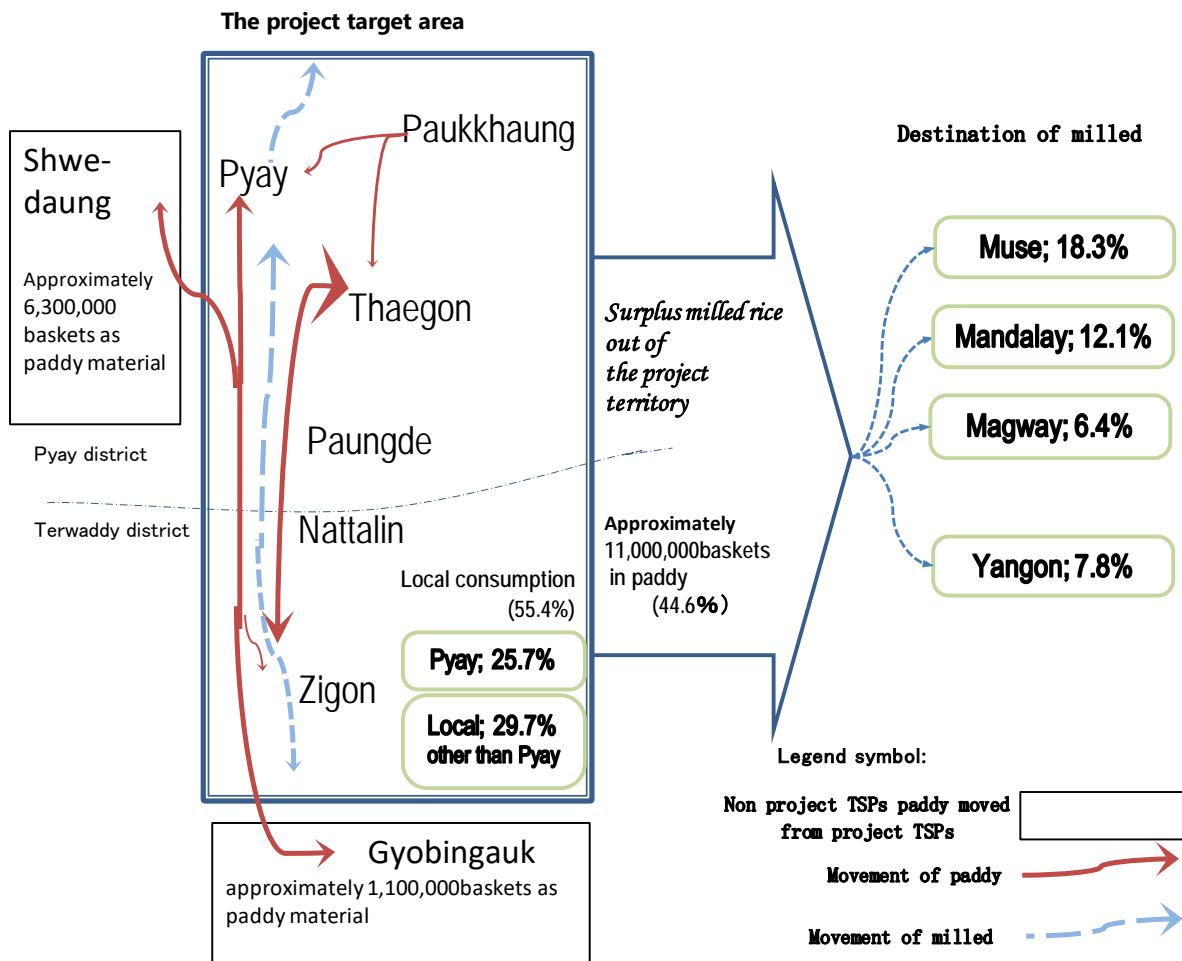 The project target area
Shwe-
daung
Approximately
6,300,000
baskets as
paddy material
Pyay district
Terwaddy district
Paukkhaung
Pyay
Thaegon
Paungde
Nattalin
Zigon
Local consumption
(55.4%)
Pyay; 25.7%
Local; 29.7%
other than Pyay
Gyobingauk
approximately 1,100,000baskets as
paddy material
Surplus milled rice
out of
the project
territory
Approximately
11,000,000baskets
in paddy
(44.6%)
Destination of milled
Muse; 18.3%
Mandalay; 12.1%
Magway; 6.4%
Yangon; 7.8%
Legend symbol:
Non project TSPs paddy moved
from project TSPs
Movement of paddy
Movement of milled